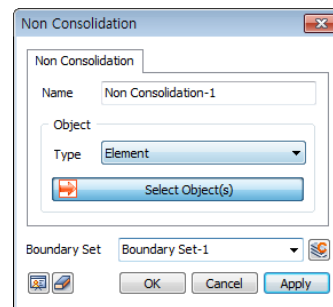 Non Consolidation
Non Consolidation
Name Non Consolidation-1
Object
Type Element
Select Object(s)
Boundary Set Boundary Set-1
OK Cancel Apply